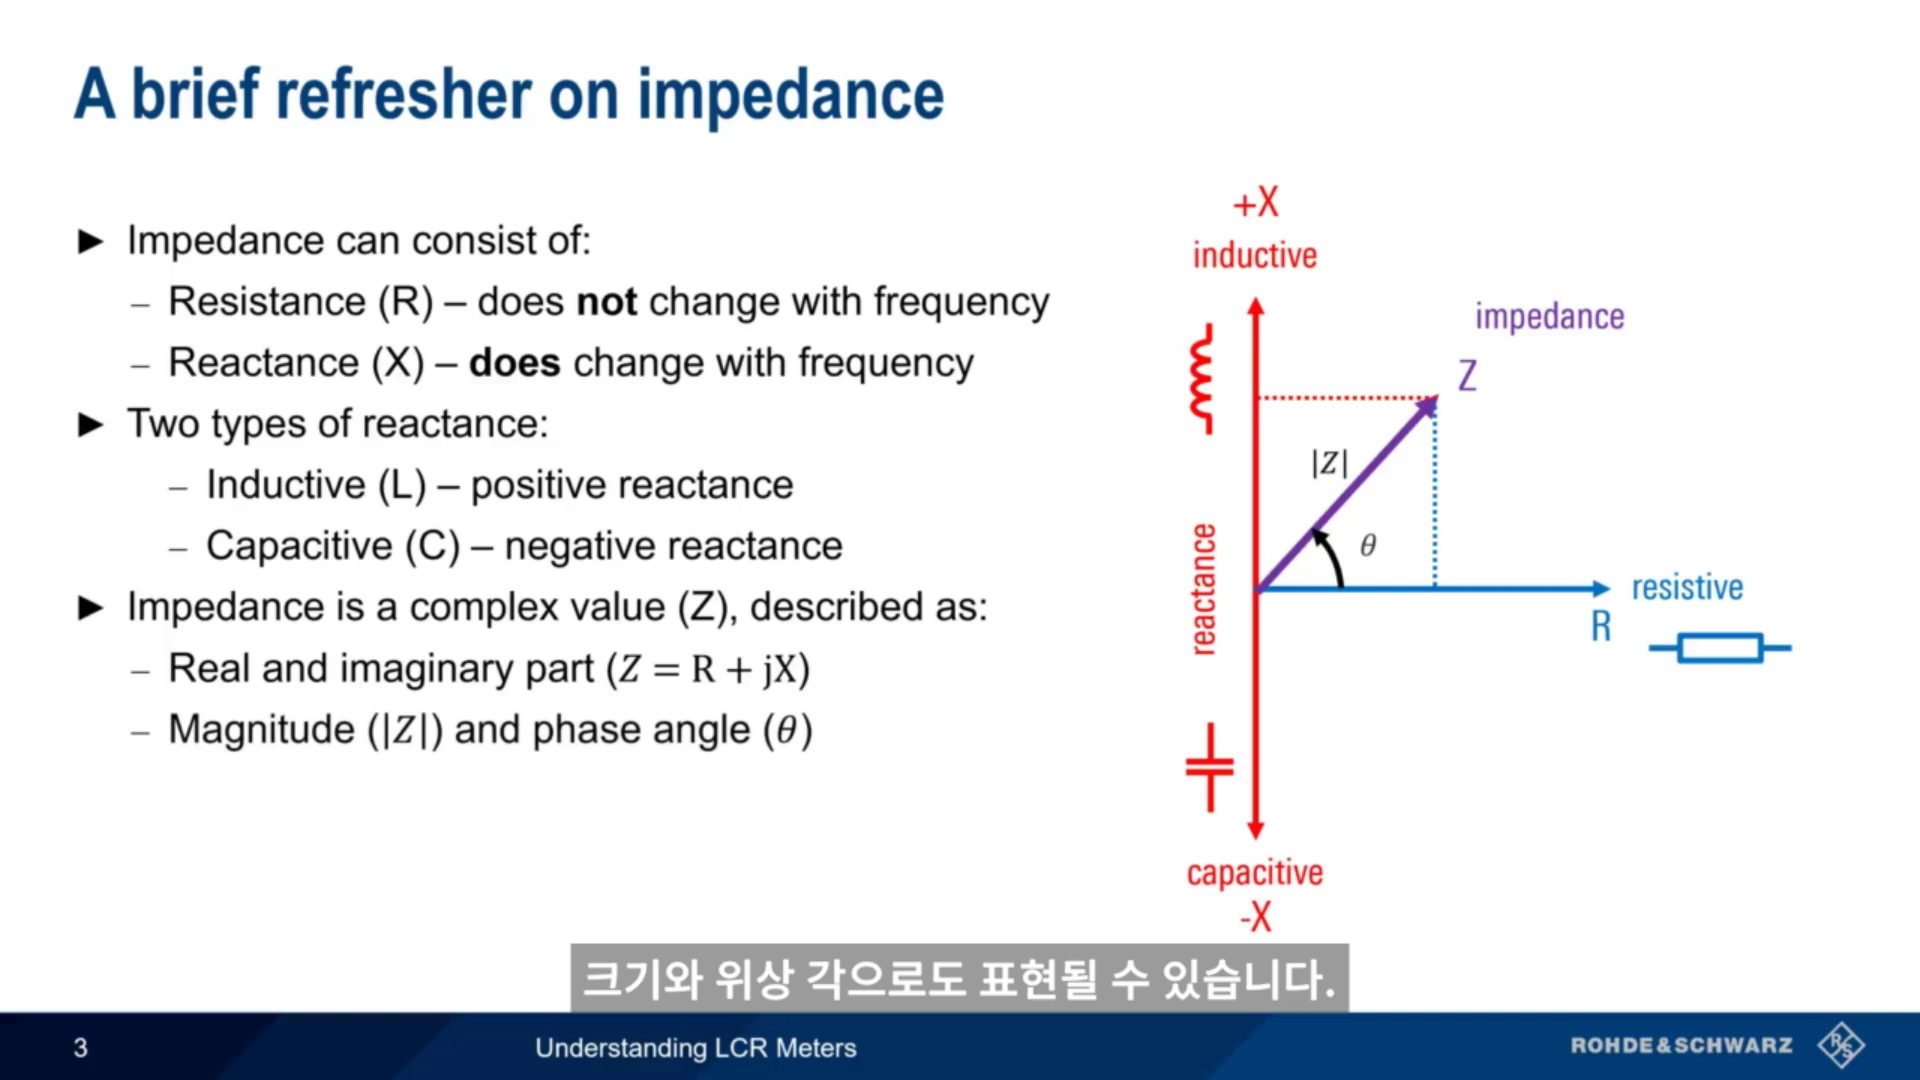 A brief refresher on impedance
► Impedance can consist of:
– Resistance (R) – does not change with frequency
– Reactance (X) – does change with frequency
► Two types of reactance:
– Inductive (L) – positive reactance
– Capacitive (C) – negative reactance
► Impedance is a complex value (Z), described as:
– Real and imaginary part (Z = R + jX)
– Magnitude (|Z|) and phase angle (θ)
+X
inductive
impedance
Z
|Z|
θ
reactance
resistive
R
capacitive
-X
크기와 위상 각으로도 표현될 수 있습니다.
3
Understanding LCR Meters
ROHDE&SCHWARZ
R&S